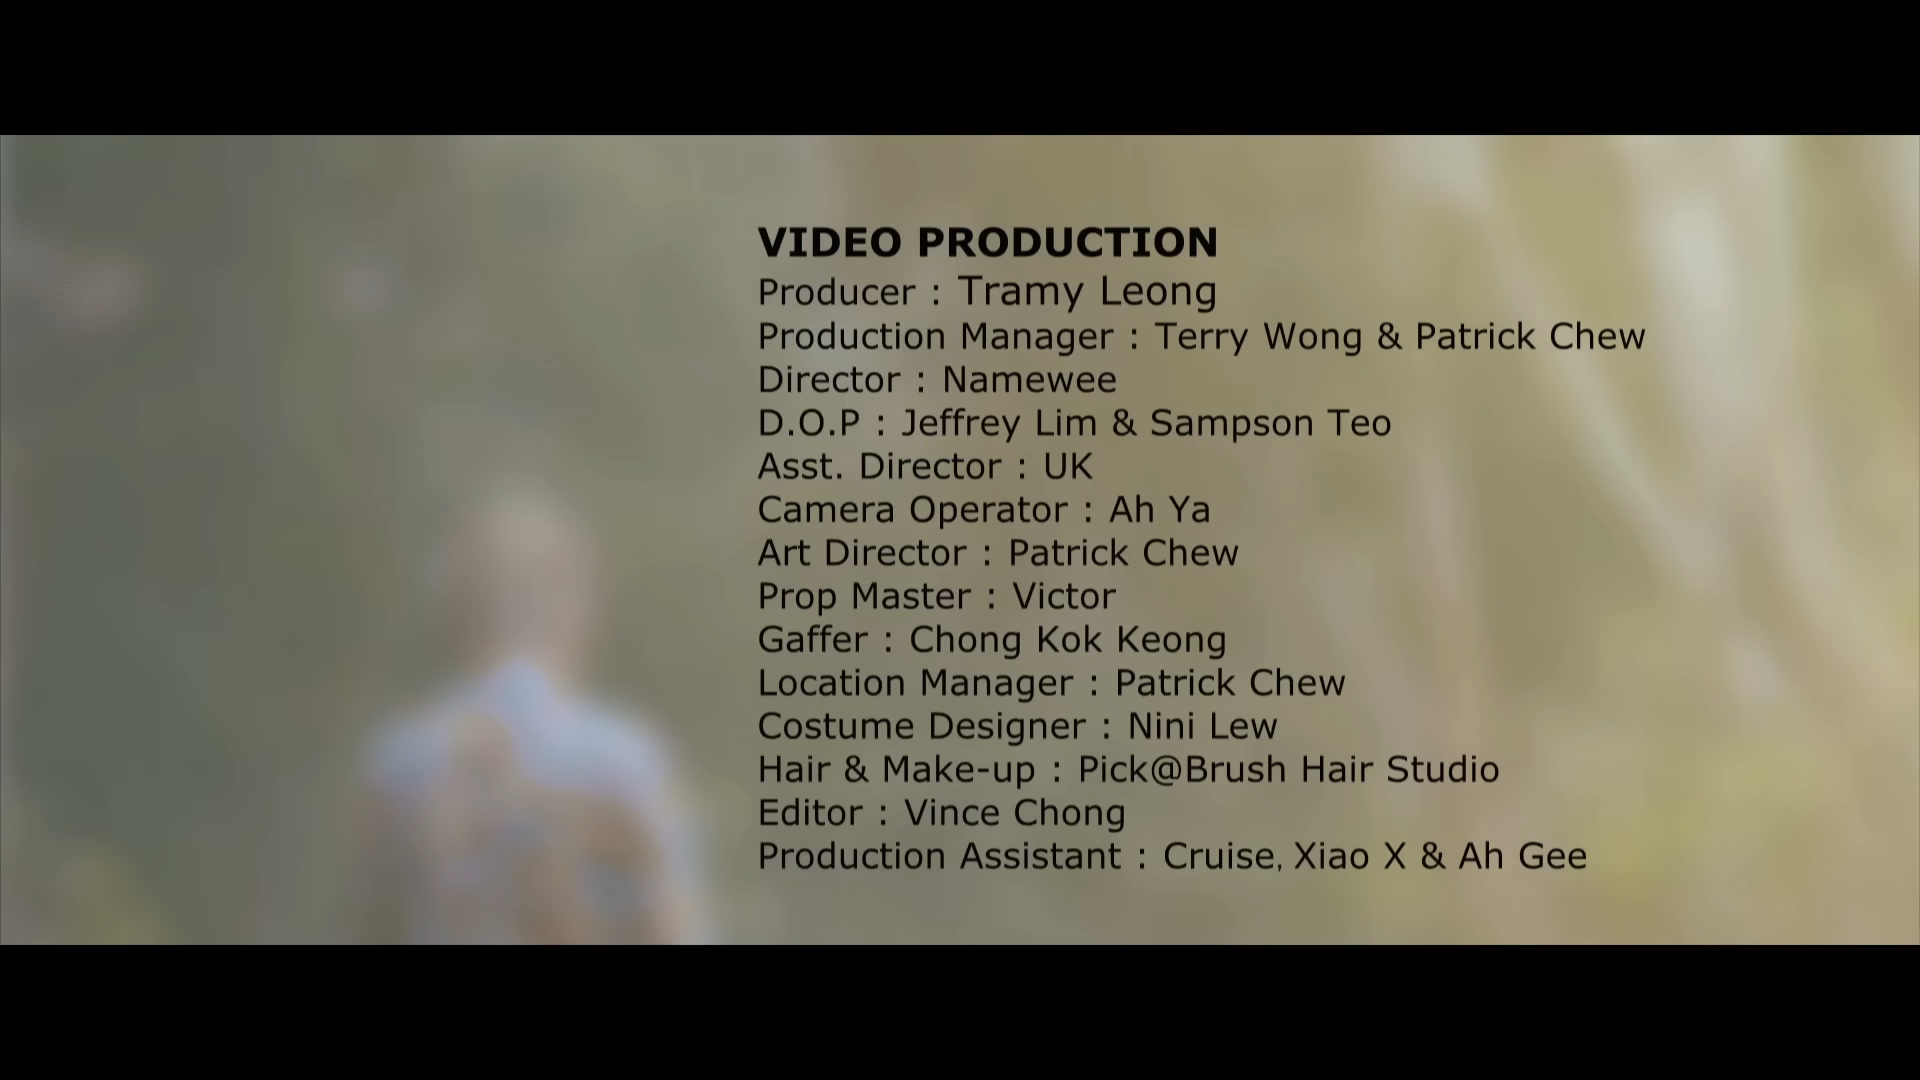 VIDEO PRODUCTION
Producer : Tramy Leong
Production Manager : Terry Wong & Patrick Chew
Director : Namewee
D.O.P : Jeffrey Lim & Sampson Teo
Asst. Director : UK
Camera Operator : Ah Ya
Art Director : Patrick Chew
Prop Master : Victor
Gaffer : Chong Kok Keong
Location Manager : Patrick Chew
Costume Designer : Nini Lew
Hair & Make-up : Pick@Brush Hair Studio
Editor : Vince Chong
Production Assistant : Cruise, Xiao X & Ah Gee